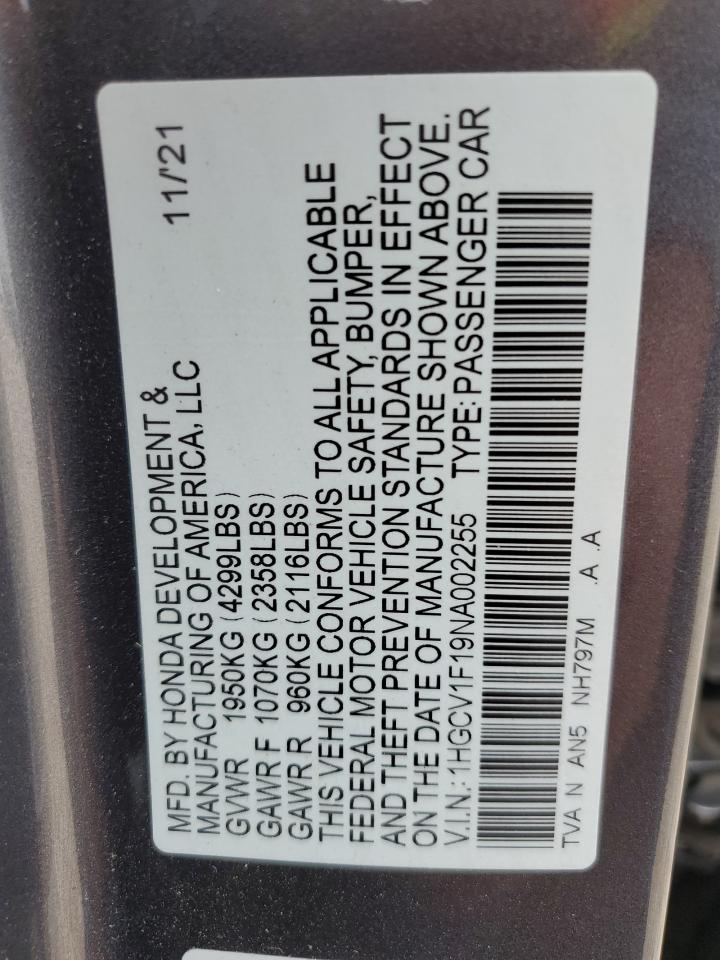 MFD. BY HONDA DEVELOPMENT &
MANUFACTURING OF AMERICA, LLC 11/'21
GVWR 1950KG (4299LBS)
GAWR F 1070KG (2358LBS)
GAWR R 960KG (2116LBS)
THIS VEHICLE CONFORMS TO ALL APPLICABLE
FEDERAL MOTOR VEHICLE SAFETY, BUMPER,
AND THEFT PREVENTION STANDARDS IN EFFECT
ON THE DATE OF MANUFACTURE SHOWN ABOVE.
V.I.N.: 1HGCV1F19NA002255 TYPE: PASSENGER CAR
TVA N AN5 NH797M .A .A